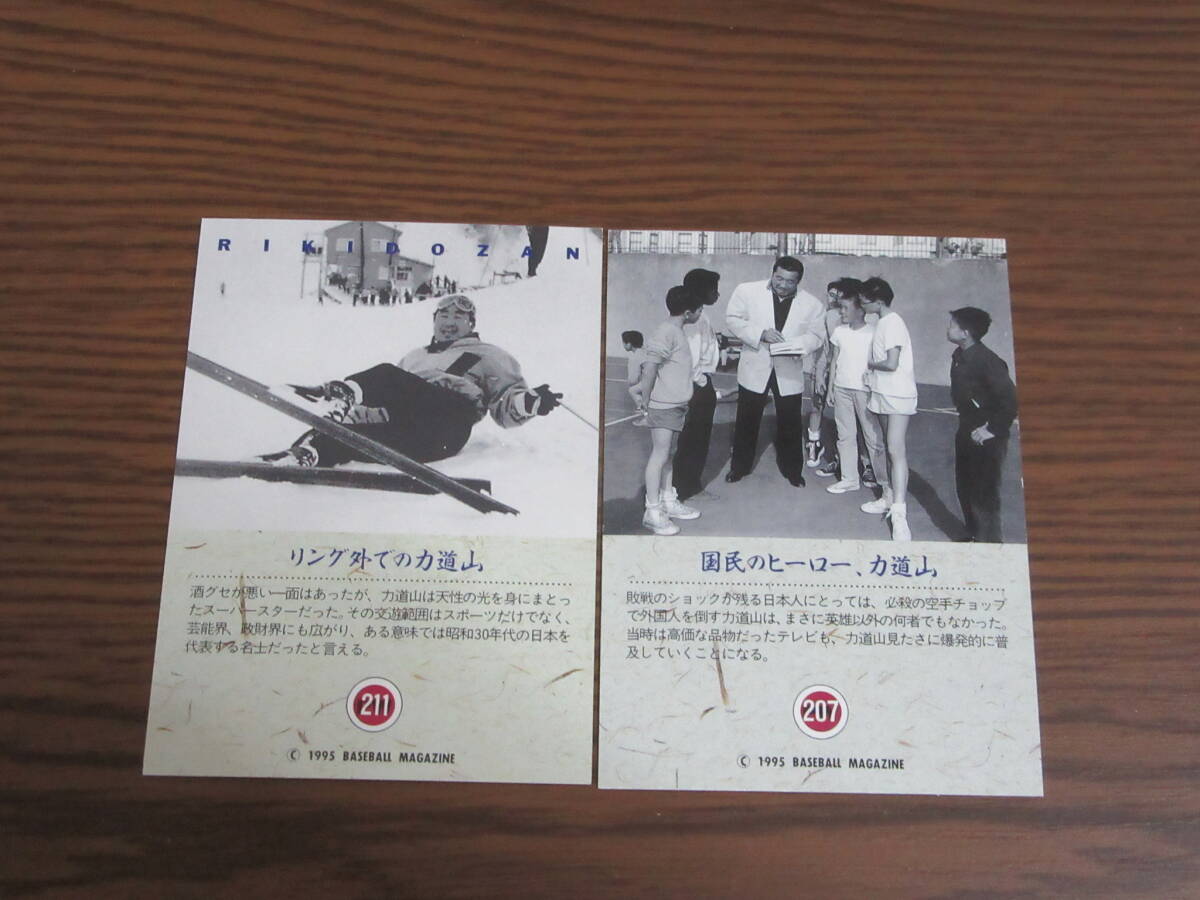 RIKIDOZAN
リング外での力道山
酒グセが悪い一面はあったが、力道山は天性の光を身にまとっ
たスーパースターだった。その交遊範囲はスポーツだけでなく、
芸能界、政財界にも広がり、ある意味では昭和30年代の日本を
代表する名士だったと言える。
211
© 1995 BASEBALL MAGAZINE
国民のヒーロー、力道山
敗戦のショックが残る日本人にとっては、必殺の空手チョップ
で外国人を倒す力道山は、まさに英雄以外の何者でもなかった。
当時は高価な品物だったテレビも、力道山見たさに爆発的に普
及していくことになる。
207
© 1995 BASEBALL MAGAZINE